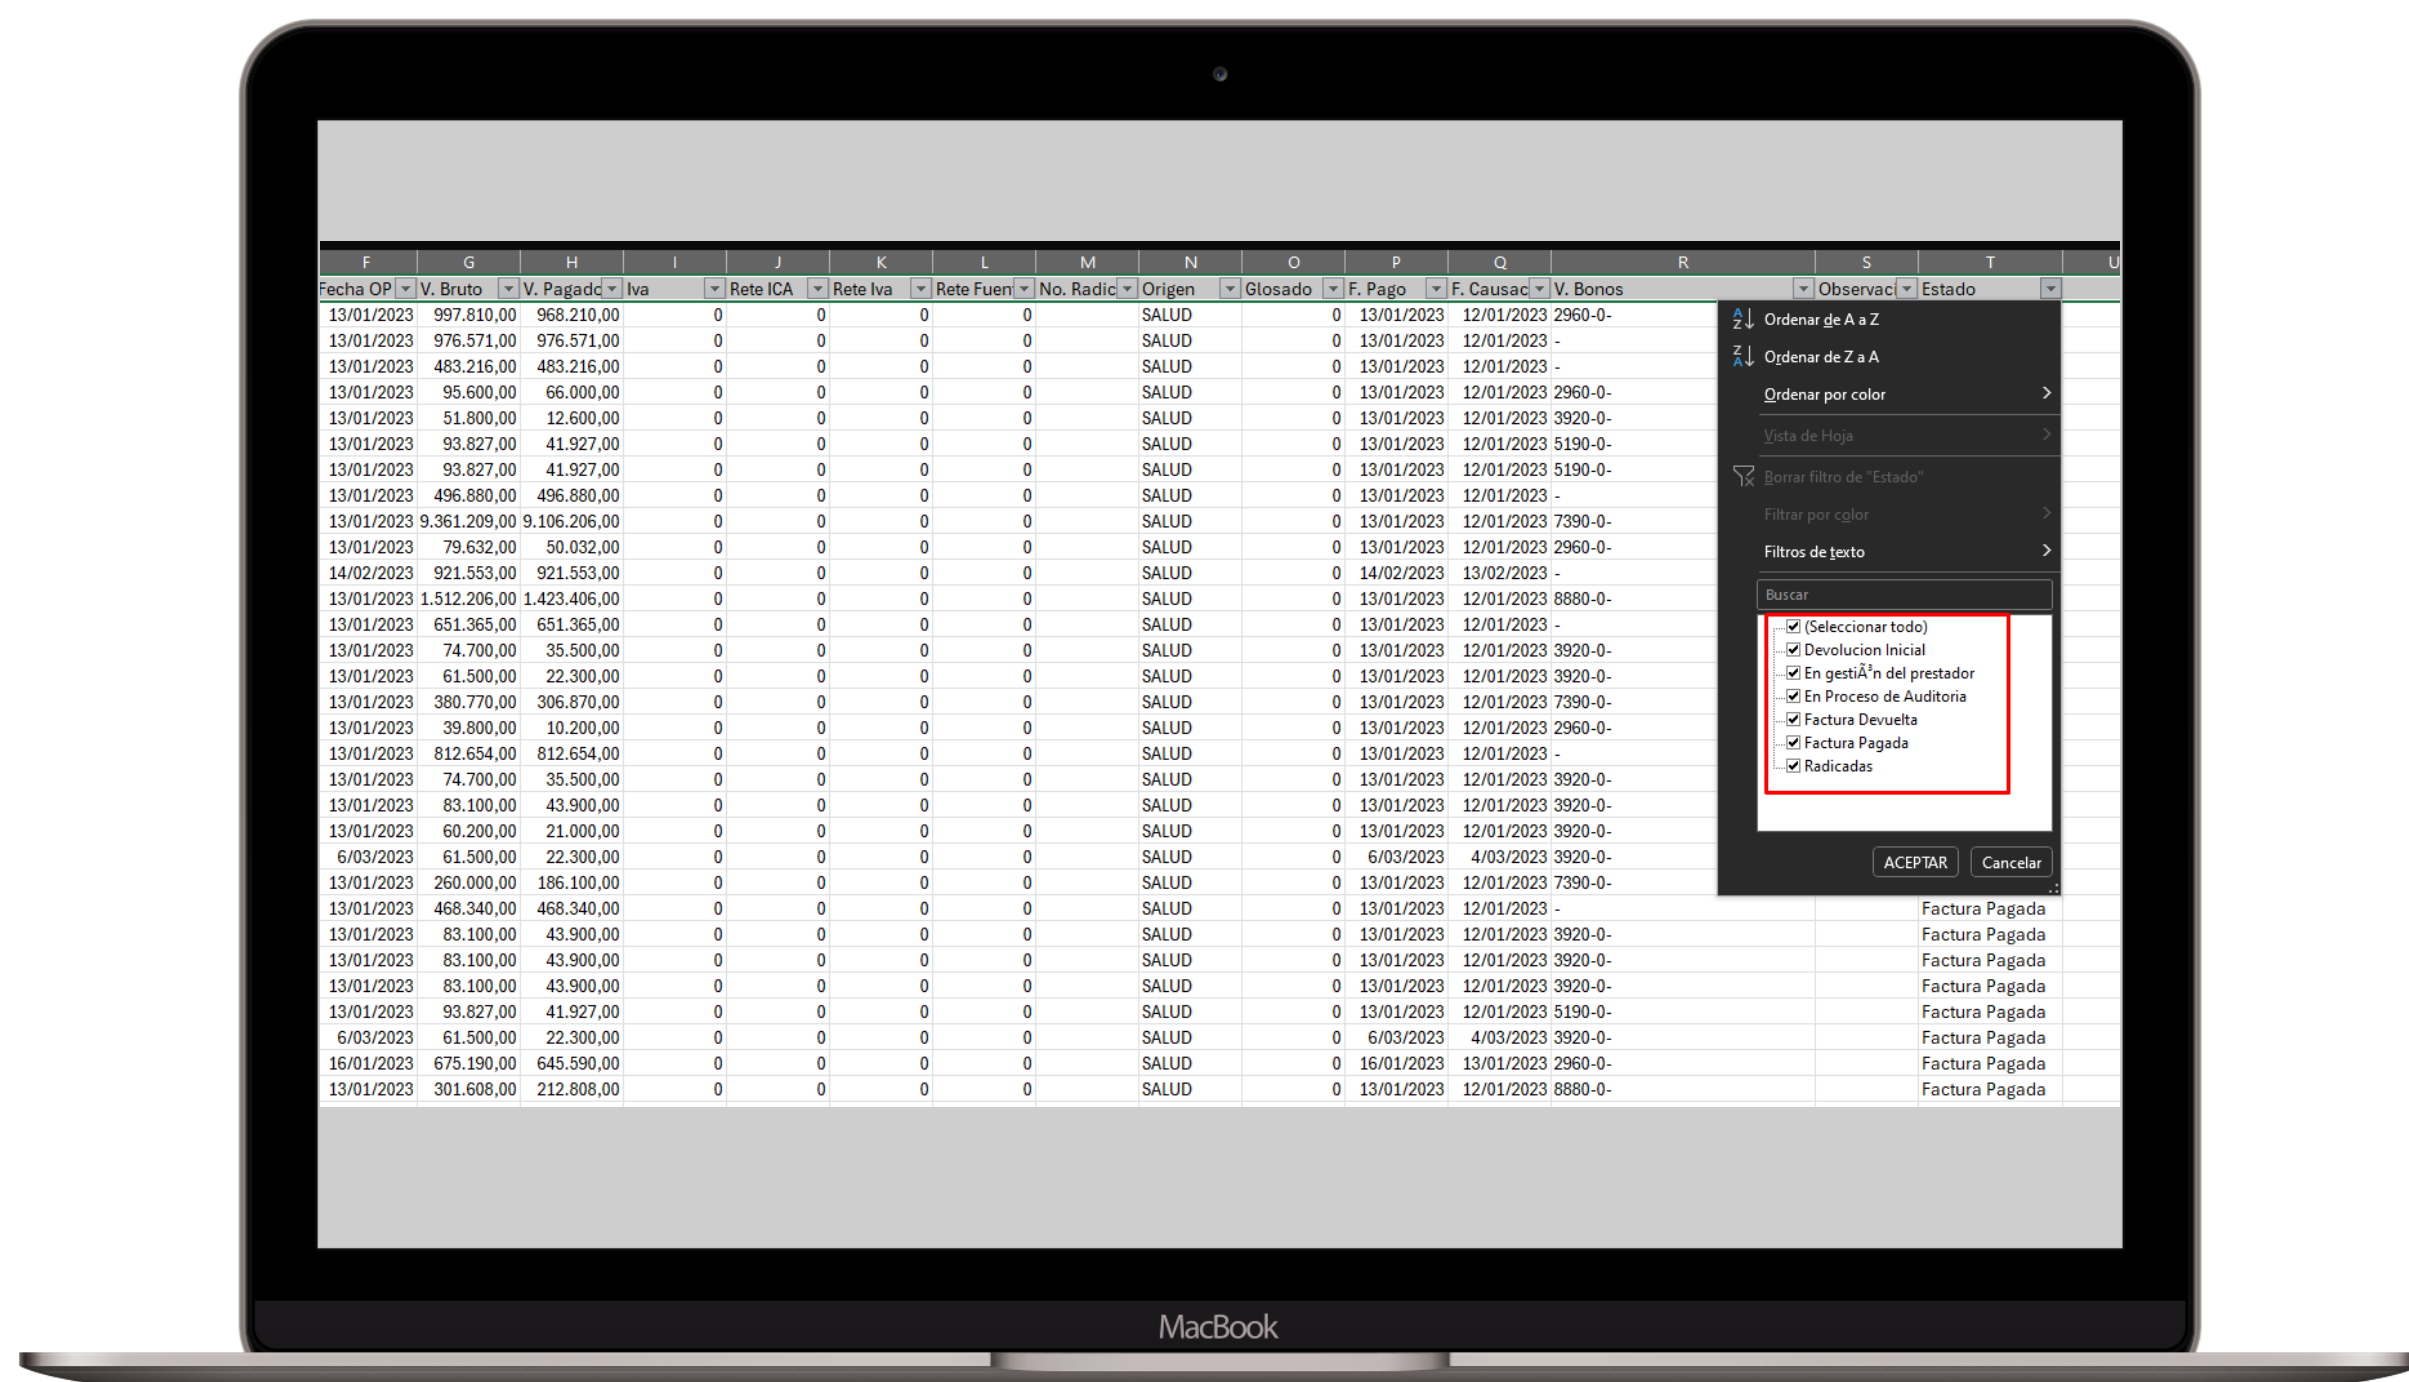 F G H I J K L M N O P Q R S T U
Fecha OP V. Bruto V. Pagado Iva Rete ICA Rete Iva Rete Fuen No. Radic Origen Glosado F. Pago F. Causac V. Bonos Observaci Estado
13/01/2023 997.810,00 968.210,00 0 0 0 0 SALUD 0 13/01/2023 12/01/2023 2960-0-
13/01/2023 976.571,00 976.571,00 0 0 0 0 SALUD 0 13/01/2023 12/01/2023 -
13/01/2023 483.216,00 483.216,00 0 0 0 0 SALUD 0 13/01/2023 12/01/2023 -
13/01/2023 95.600,00 66.000,00 0 0 0 0 SALUD 0 13/01/2023 12/01/2023 2960-0-
13/01/2023 51.800,00 12.600,00 0 0 0 0 SALUD 0 13/01/2023 12/01/2023 3920-0-
13/01/2023 93.827,00 41.927,00 0 0 0 0 SALUD 0 13/01/2023 12/01/2023 5190-0-
13/01/2023 93.827,00 41.927,00 0 0 0 0 SALUD 0 13/01/2023 12/01/2023 5190-0-
13/01/2023 496.880,00 496.880,00 0 0 0 0 SALUD 0 13/01/2023 12/01/2023 -
13/01/2023 9.361.209,00 9.106.206,00 0 0 0 0 SALUD 0 13/01/2023 12/01/2023 7390-0-
13/01/2023 79.632,00 50.032,00 0 0 0 0 SALUD 0 13/01/2023 12/01/2023 2960-0-
14/02/2023 921.553,00 921.553,00 0 0 0 0 SALUD 0 14/02/2023 13/02/2023 -
13/01/2023 1.512.206,00 1.423.406,00 0 0 0 0 SALUD 0 13/01/2023 12/01/2023 8880-0-
13/01/2023 651.365,00 651.365,00 0 0 0 0 SALUD 0 13/01/2023 12/01/2023 -
13/01/2023 74.700,00 35.500,00 0 0 0 0 SALUD 0 13/01/2023 12/01/2023 3920-0-
13/01/2023 61.500,00 22.300,00 0 0 0 0 SALUD 0 13/01/2023 12/01/2023 3920-0-
13/01/2023 380.770,00 306.870,00 0 0 0 0 SALUD 0 13/01/2023 12/01/2023 7390-0-
13/01/2023 39.800,00 10.200,00 0 0 0 0 SALUD 0 13/01/2023 12/01/2023 2960-0-
13/01/2023 812.654,00 812.654,00 0 0 0 0 SALUD 0 13/01/2023 12/01/2023 -
13/01/2023 74.700,00 35.500,00 0 0 0 0 SALUD 0 13/01/2023 12/01/2023 3920-0-
13/01/2023 83.100,00 43.900,00 0 0 0 0 SALUD 0 13/01/2023 12/01/2023 3920-0-
13/01/2023 60.200,00 21.000,00 0 0 0 0 SALUD 0 13/01/2023 12/01/2023 3920-0-
6/03/2023 61.500,00 22.300,00 0 0 0 0 SALUD 0 6/03/2023 4/03/2023 3920-0-
13/01/2023 260.000,00 186.100,00 0 0 0 0 SALUD 0 13/01/2023 12/01/2023 7390-0-
13/01/2023 468.340,00 468.340,00 0 0 0 0 SALUD 0 13/01/2023 12/01/2023 - Factura Pagada
13/01/2023 83.100,00 43.900,00 0 0 0 0 SALUD 0 13/01/2023 12/01/2023 3920-0- Factura Pagada
13/01/2023 83.100,00 43.900,00 0 0 0 0 SALUD 0 13/01/2023 12/01/2023 3920-0- Factura Pagada
13/01/2023 83.100,00 43.900,00 0 0 0 0 SALUD 0 13/01/2023 12/01/2023 3920-0- Factura Pagada
13/01/2023 93.827,00 41.927,00 0 0 0 0 SALUD 0 13/01/2023 12/01/2023 5190-0- Factura Pagada
6/03/2023 61.500,00 22.300,00 0 0 0 0 SALUD 0 6/03/2023 4/03/2023 3920-0- Factura Pagada
16/01/2023 675.190,00 645.590,00 0 0 0 0 SALUD 0 16/01/2023 13/01/2023 2960-0- Factura Pagada
13/01/2023 301.608,00 212.808,00 0 0 0 0 SALUD 0 13/01/2023 12/01/2023 8880-0- Factura Pagada
Ordenar de A a Z
Ordenar de Z a A
Ordenar por color
Vista de Hoja
Borrar filtro de "Estado"
Filtrar por color
Filtros de texto
Buscar
(Seleccionar todo)
Devolucion Inicial
En gestiÃ³n del prestador
En Proceso de Auditoria
Factura Devuelta
Factura Pagada
Radicadas
ACEPTAR Cancelar
MacBook